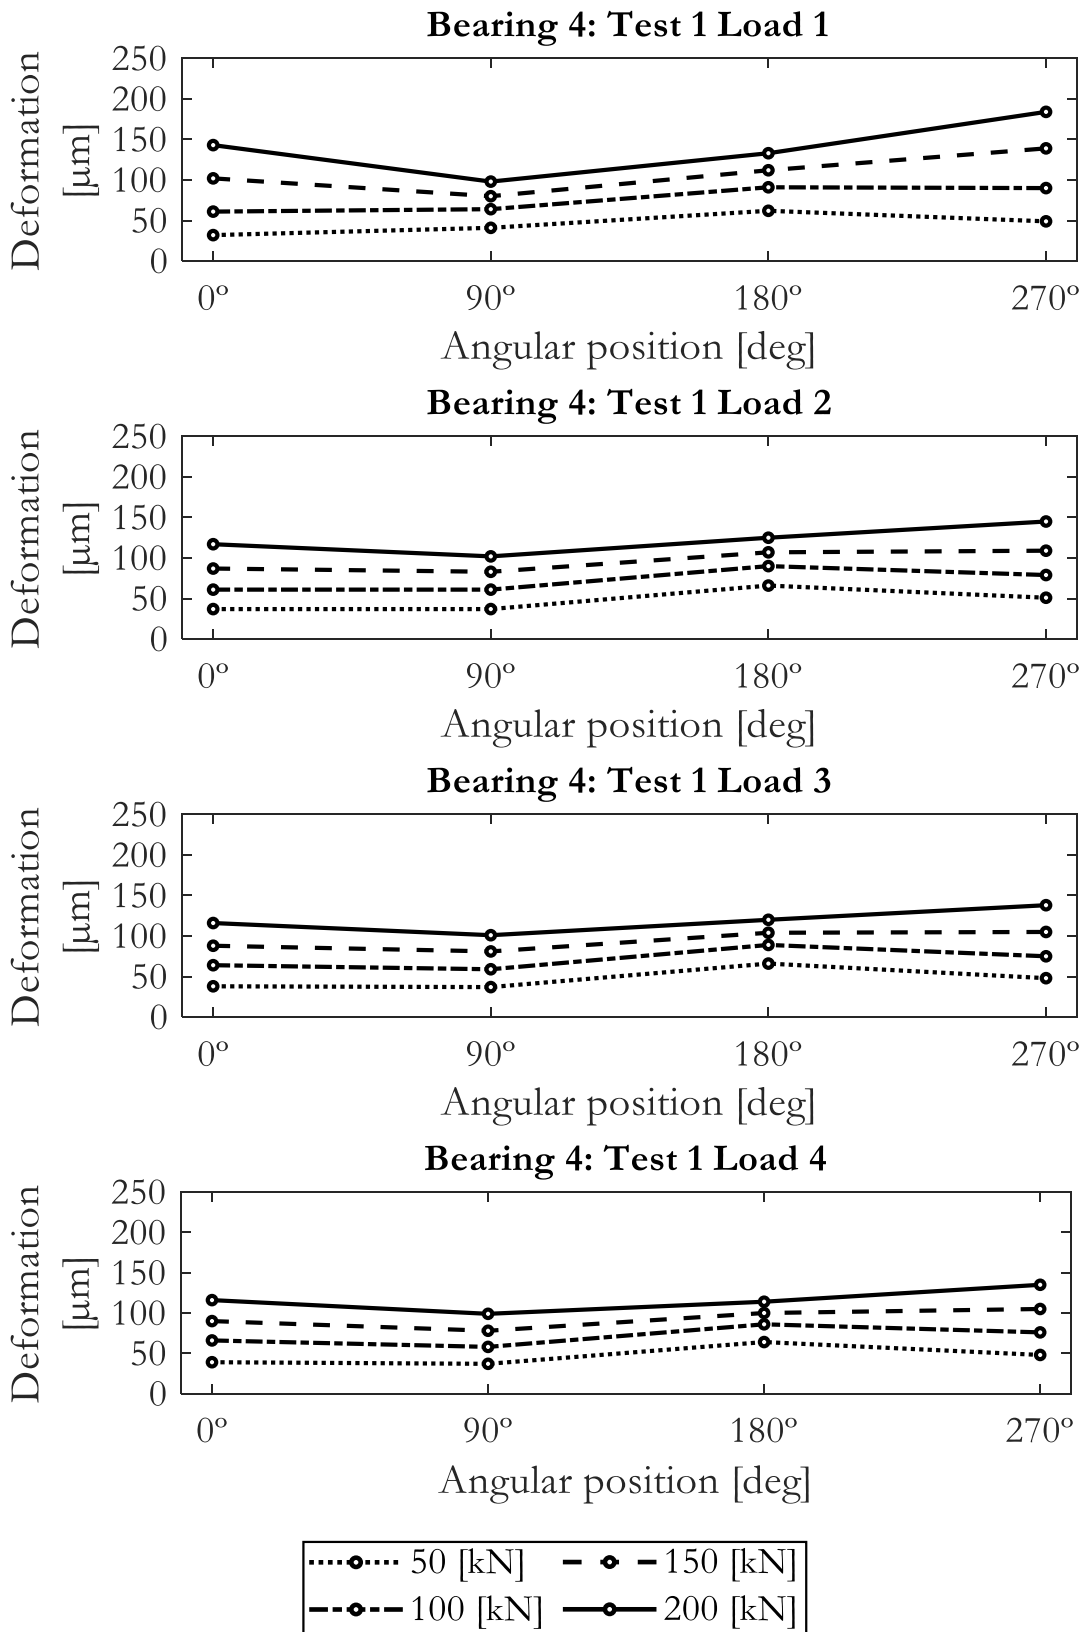 Bearing 4: Test 1 Load 1
Deformation
[µm]
250
200
150
100
50
0
0º 90º 180º 270º
Angular position [deg]
Bearing 4: Test 1 Load 2
Deformation
[µm]
250
200
150
100
50
0
0º 90º 180º 270º
Angular position [deg]
Bearing 4: Test 1 Load 3
Deformation
[µm]
250
200
150
100
50
0
0º 90º 180º 270º
Angular position [deg]
Bearing 4: Test 1 Load 4
Deformation
[µm]
250
200
150
100
50
0
0º 90º 180º 270º
Angular position [deg]
50 [kN] 150 [kN]
100 [kN] 200 [kN]